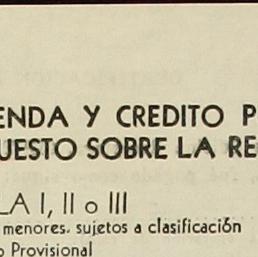 ENDA Y CREDITO P
UESTO SOBRE LA RE
LA I, II o III
menores. sujetos a clasificación
o Provisional